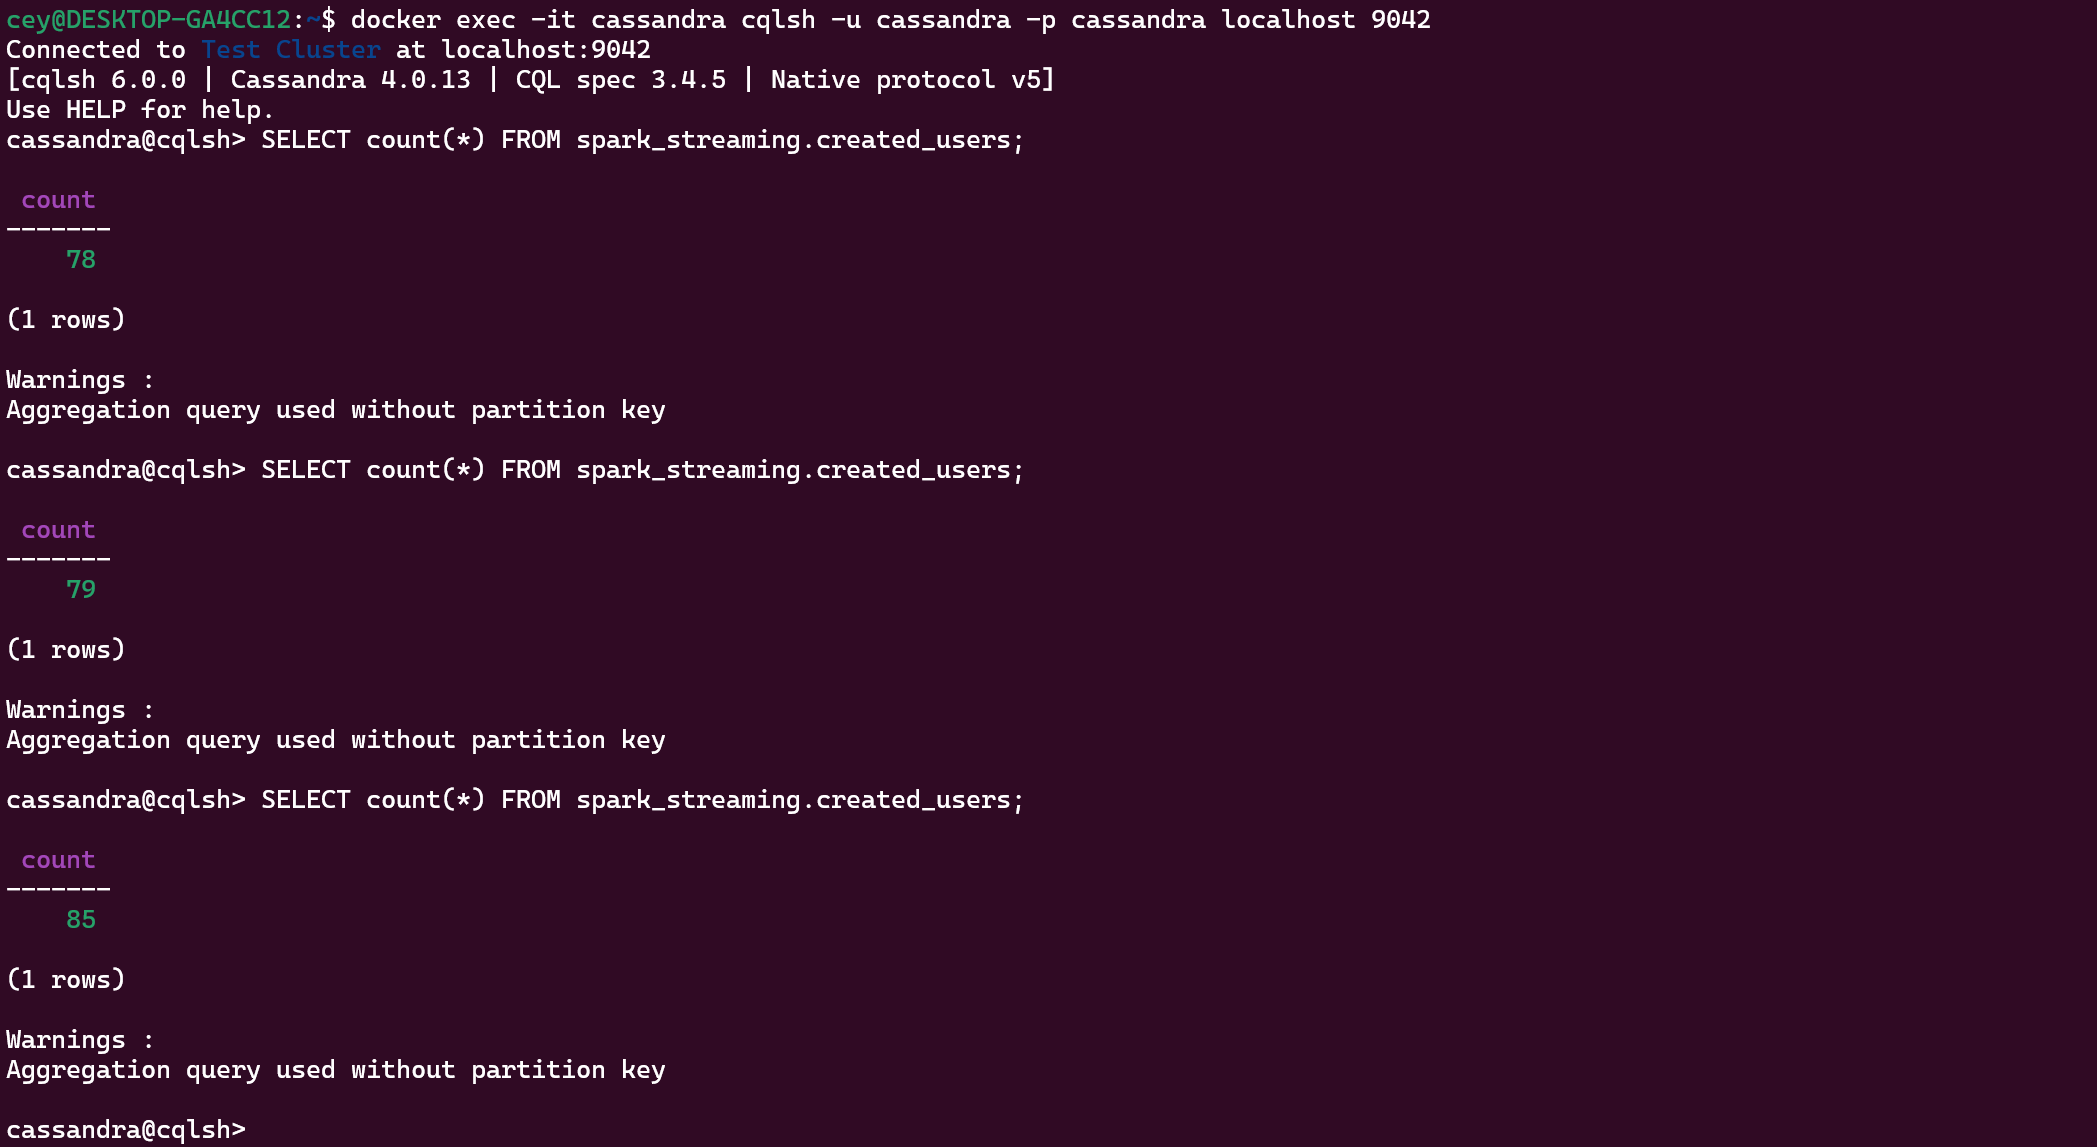 cey@DESKTOP-GA4CC12:~$ docker exec -it cassandra cqlsh -u cassandra -p cassandra localhost 9042
Connected to Test Cluster at localhost:9042
[cqlsh 6.0.0 | Cassandra 4.0.13 | CQL spec 3.4.5 | Native protocol v5]
Use HELP for help.
cassandra@cqlsh> SELECT count(*) FROM spark_streaming.created_users;
count
-------
78
(1 rows)
Warnings :
Aggregation query used without partition key
cassandra@cqlsh> SELECT count(*) FROM spark_streaming.created_users;
count
-------
79
(1 rows)
Warnings :
Aggregation query used without partition key
cassandra@cqlsh> SELECT count(*) FROM spark_streaming.created_users;
count
-------
85
(1 rows)
Warnings :
Aggregation query used without partition key
cassandra@cqlsh>